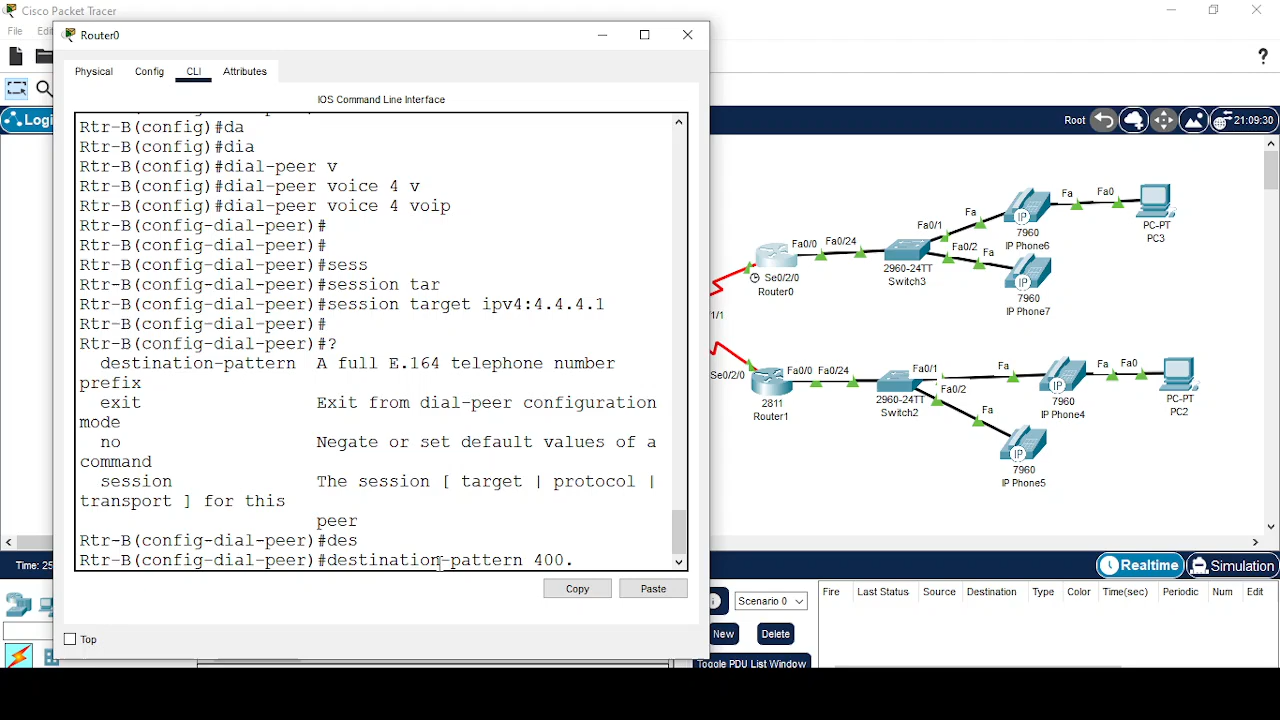 Cisco Packet Tracer
File
Router0
Physical Config CLI Attributes
IOS Command Line Interface
Rtr-B(config)#da
Rtr-B(config)#dia
Rtr-B(config)#dial-peer v
Rtr-B(config)#dial-peer voice 4 v
Rtr-B(config)#dial-peer voice 4 voip
Rtr-B(config-dial-peer)#
Rtr-B(config-dial-peer)#
Rtr-B(config-dial-peer)#sess
Rtr-B(config-dial-peer)#session tar
Rtr-B(config-dial-peer)#session target ipv4:4.4.4.1
Rtr-B(config-dial-peer)#
Rtr-B(config-dial-peer)#?
destination-pattern A full E.164 telephone number
prefix
exit Exit from dial-peer configuration
mode
no Negate or set default values of a
command
session The session [ target | protocol |
transport ] for this
peer
Rtr-B(config-dial-peer)#des
Rtr-B(config-dial-peer)#destination-pattern 400.
Copy Paste
Top
Root 21:09:30
Fa0/0 Fa0/24
Se0/2/0
Router0
2960-24TT
Switch3
Fa0/1 Fa
Fa0/2 Fa
IP
7960
IP Phone6
Fa Fa0
PC-PT
PC3
IP
7960
IP Phone7
1/1
Se0/2/0
Fa0/0 Fa0/24
2811
Router1
2960-24TT
Switch2
Fa0/1 Fa
Fa0/2
Fa
IP
7960
IP Phone4
Fa Fa0
PC-PT
PC2
IP
7960
IP Phone5
Time: 25
Realtime Simulation
Scenario 0
New Delete
Toggle PDU List Window
Fire Last Status Source Destination Type Color Time(sec) Periodic Num Edit